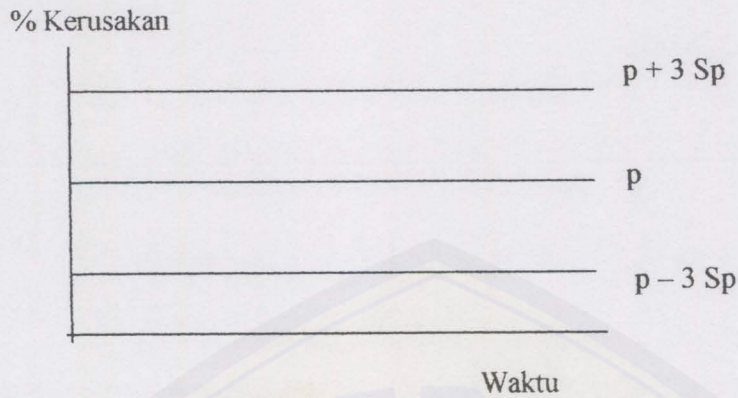 % Kerusakan
p + 3 Sp
p
p – 3 Sp
Waktu